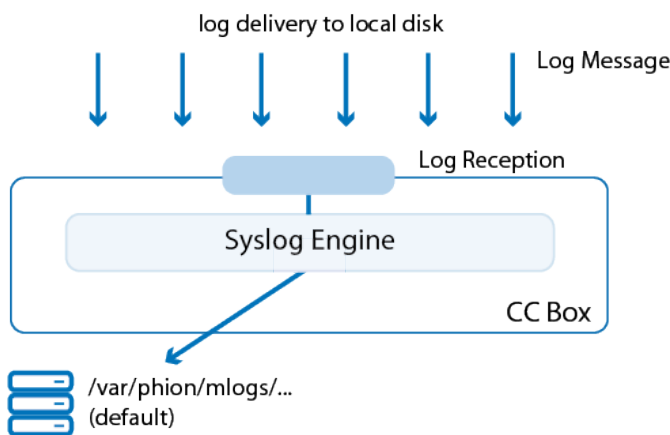 log delivery to local disk
Log Message
Log Reception
Syslog Engine
CC Box
/var/phion/mlogs/...
(default)